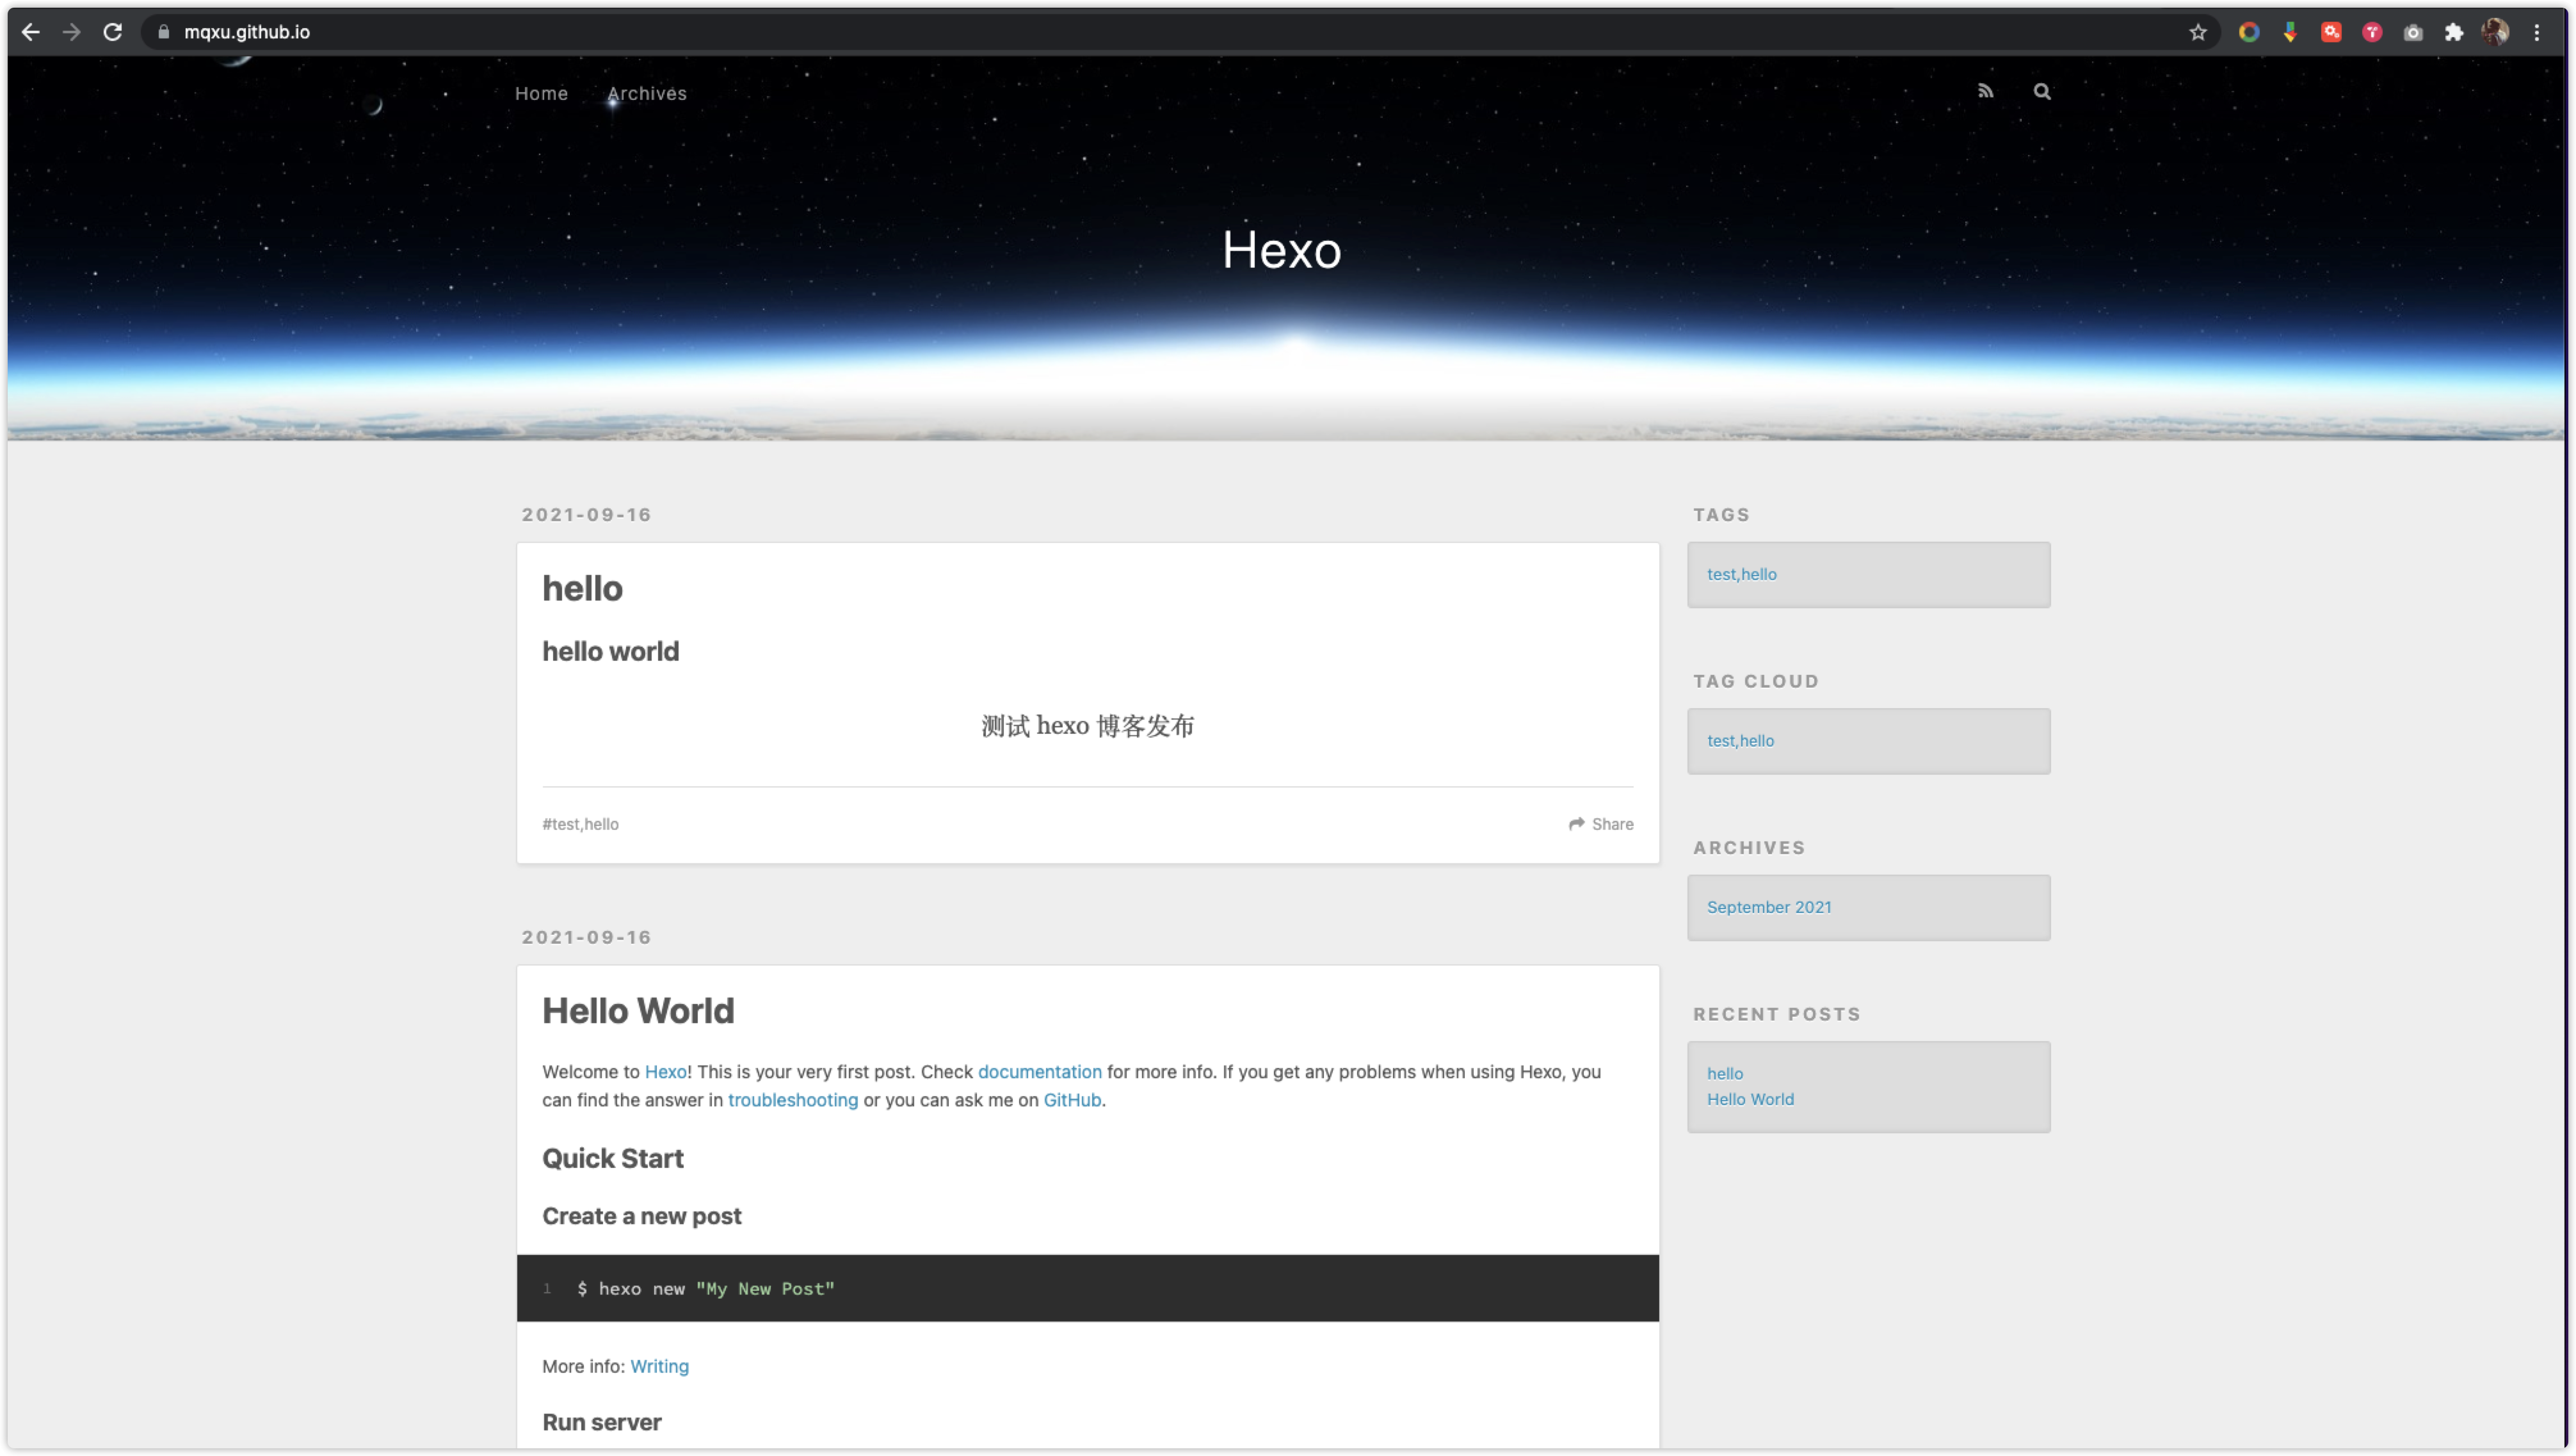 mqxu.github.io
Home Archives
Hexo
2021-09-16
hello
hello world
测试 hexo 博客发布
#test,hello
Share
2021-09-16
Hello World
Welcome to Hexo! This is your very first post. Check documentation for more info. If you get any problems when using Hexo, you
can find the answer in troubleshooting or you can ask me on GitHub.
Quick Start
Create a new post
1 $ hexo new "My New Post"
More info: Writing
Run server
TAGS
test,hello
TAG CLOUD
test,hello
ARCHIVES
September 2021
RECENT POSTS
hello
Hello World